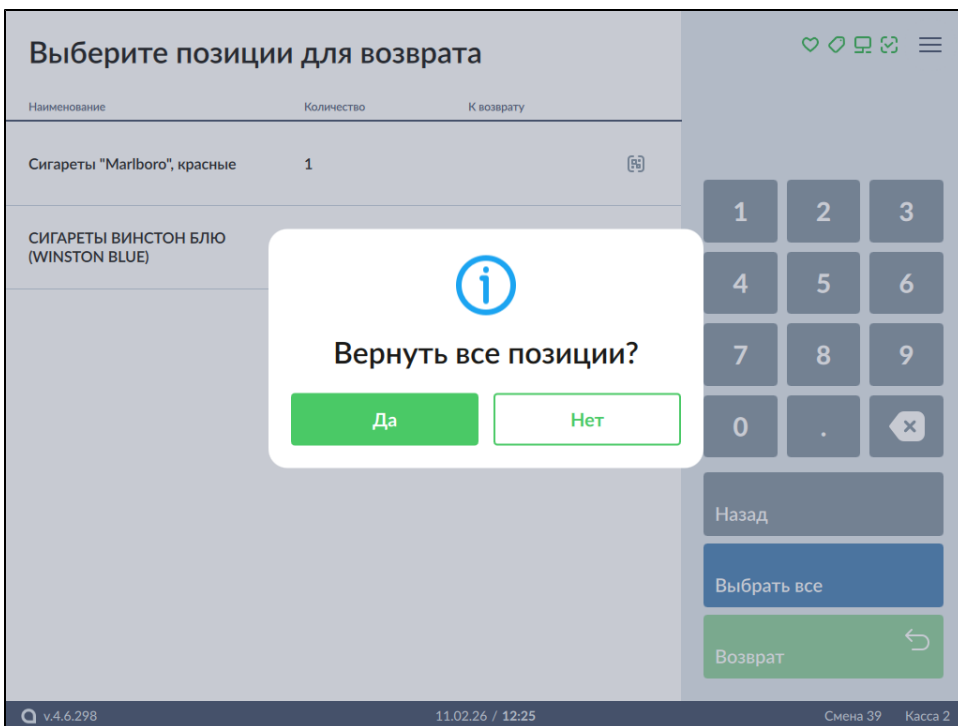 Выберите позиции для возврата
Наименование Количество К возврату
Сигареты "Marlboro", красные 1
СИГАРЕТЫ ВИНСТОН БЛЮ
(WINSTON BLUE)
Вернуть все позиции?
Да Нет
1 2 3
4 5 6
7 8 9
0 .
Назад
Выбрать все
Возврат
v.4.6.298 11.02.26 / 12:25 Смена 39 Касса 2